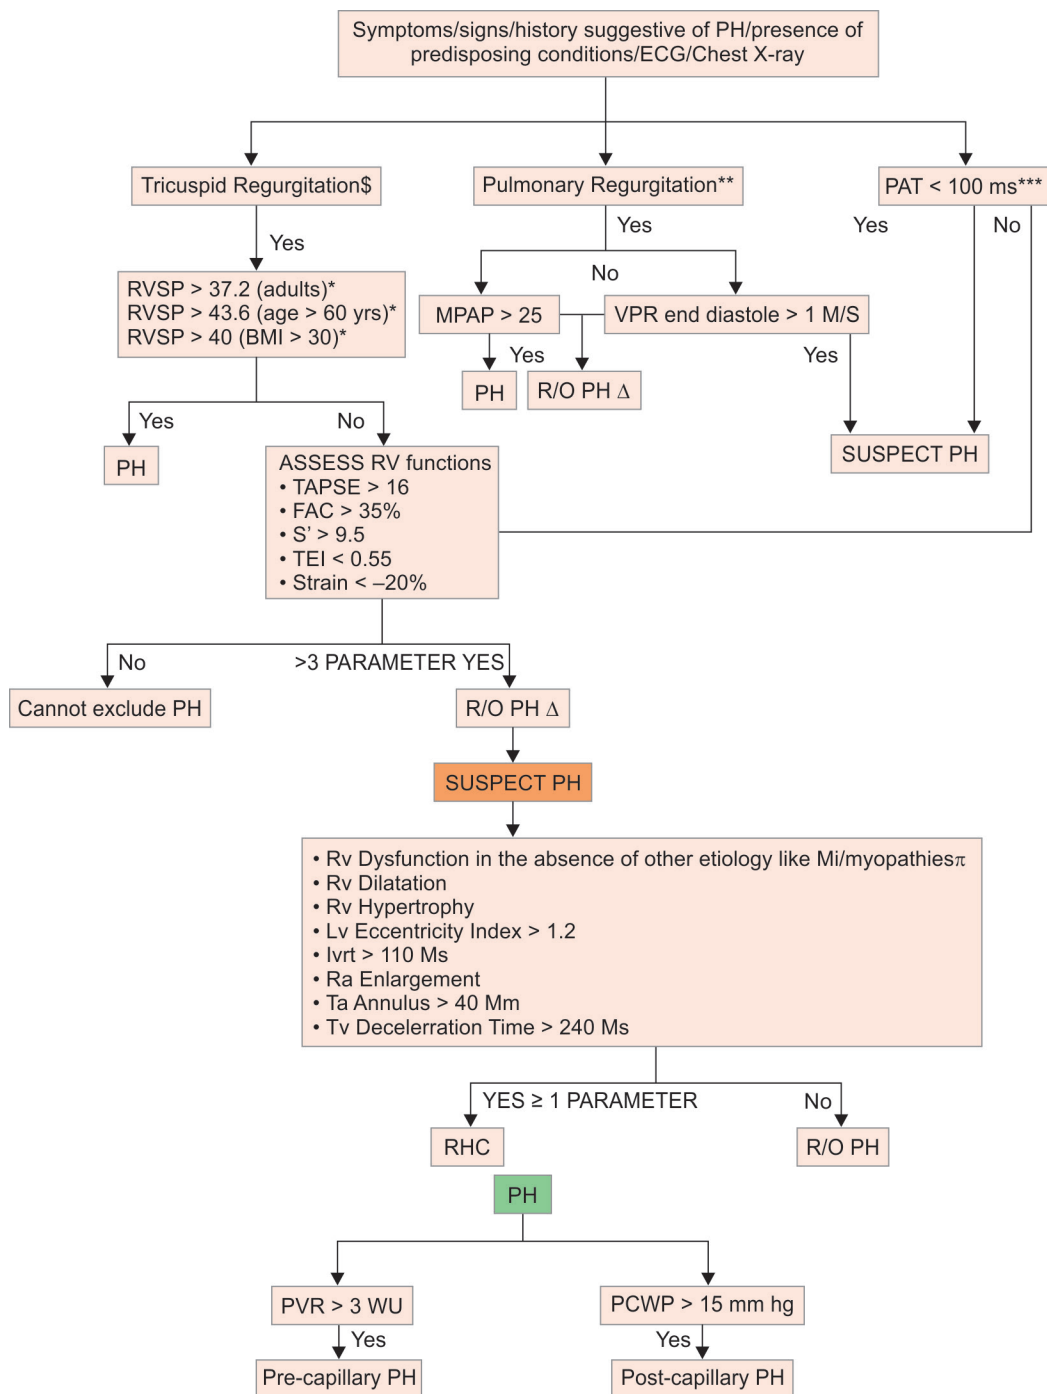 Symptoms/signs/history suggestive of PH/presence of
predisposing conditions/ECG/Chest X-ray
Tricuspid Regurgitation$
Pulmonary Regurgitation**
PAT < 100 ms***
Yes
Yes
Yes
No
RVSP > 37.2 (adults)*
RVSP > 43.6 (age > 60 yrs)*
RVSP > 40 (BMI > 30)*
No
MPAP > 25
VPR end diastole > 1 M/S
Yes
Yes
PH
R/O PH Δ
Yes
No
PH
SUSPECT PH
ASSESS RV functions
• TAPSE > 16
• FAC > 35%
• S’ > 9.5
• TEI < 0.55
• Strain < –20%
No
>3 PARAMETER YES
Cannot exclude PH
R/O PH Δ
SUSPECT PH
• Rv Dysfunction in the absence of other etiology like Mi/myopathiesπ
• Rv Dilatation
• Rv Hypertrophy
• Lv Eccentricity Index > 1.2
• Ivrt > 110 Ms
• Ra Enlargement
• Ta Annulus > 40 Mm
• Tv Decelerration Time > 240 Ms
YES ≥ 1 PARAMETER
No
RHC
R/O PH
PH
PVR > 3 WU
PCWP > 15 mm hg
Yes
Yes
Pre-capillary PH
Post-capillary PH